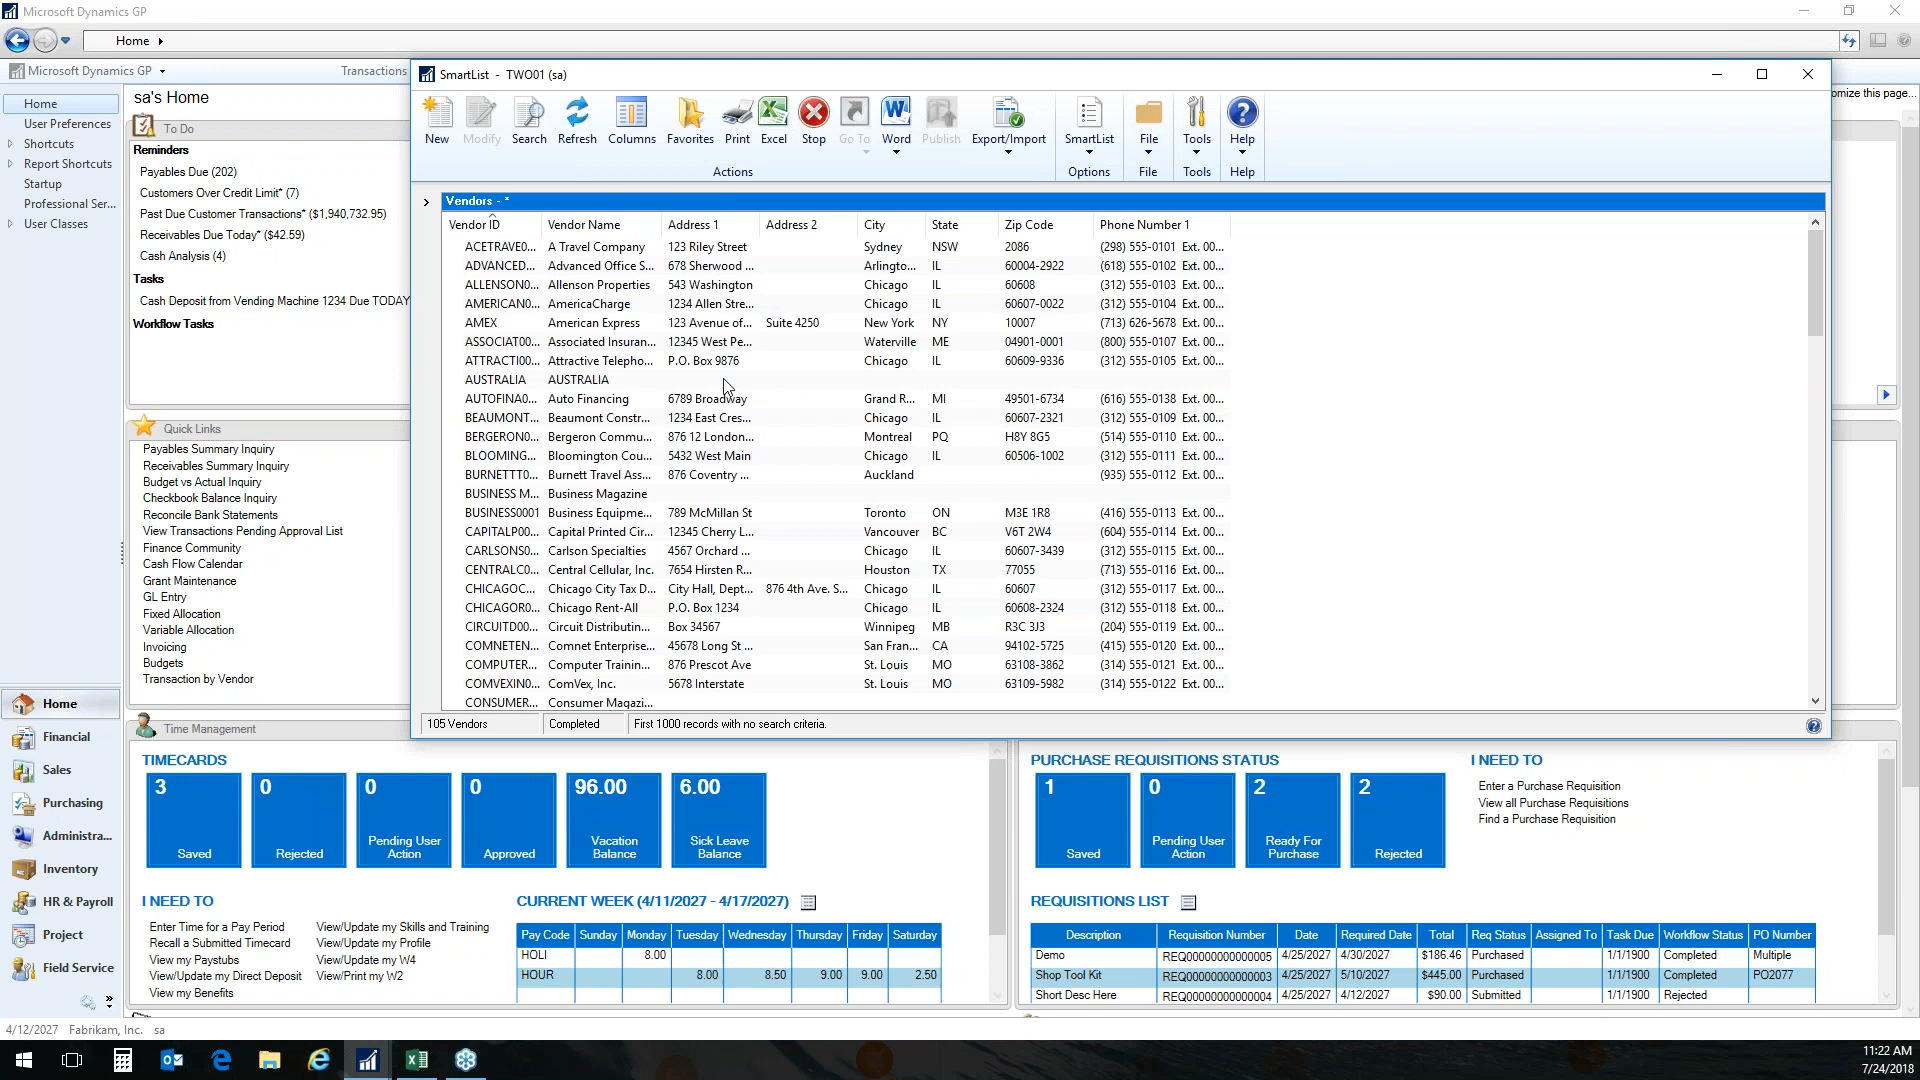 Microsoft Dynamics GP
Home
Microsoft Dynamics GP
Transactions
omize this page...
Home
User Preferences
Shortcuts
Report Shortcuts
Startup
Professional Ser...
User Classes
sa's Home
To Do
Reminders
Payables Due (202)
Customers Over Credit Limit* (7)
Past Due Customer Transactions* ($1,940,732.95)
Receivables Due Today* ($42.59)
Cash Analysis (4)
Tasks
Cash Deposit from Vending Machine 1234 Due TODAY
Workflow Tasks
Quick Links
Payables Summary Inquiry
Receivables Summary Inquiry
Budget vs Actual Inquiry
Checkbook Balance Inquiry
Reconcile Bank Statements
View Transactions Pending Approval List
Finance Community
Cash Flow Calendar
Grant Maintenance
GL Entry
Fixed Allocation
Variable Allocation
Invoicing
Budgets
Transaction by Vendor
SmartList - TWO01 (sa)
New Modify Search Refresh Columns Favorites Print Excel Stop Go To Word Publish Export/Import SmartList File Tools Help
Actions Options File Tools Help
Vendors - *
Vendor ID Vendor Name Address 1 Address 2 City State Zip Code Phone Number 1
ACETRAVE0... A Travel Company 123 Riley Street Sydney NSW 2086 (298) 555-0101 Ext. 00...
ADVANCED... Advanced Office S... 678 Sherwood ... Arlingto... IL 60004-2922 (618) 555-0102 Ext. 00...
ALLENSON0... Allenson Properties 543 Washington Chicago IL 60608 (312) 555-0103 Ext. 00...
AMERICAN0... AmericaCharge 1234 Allen Stre... Chicago IL 60607-0022 (312) 555-0104 Ext. 00...
AMEX American Express 123 Avenue of... Suite 4250 New York NY 10007 (713) 626-5678 Ext. 00...
ASSOCIAT00... Associated Insuran... 12345 West Pe... Waterville ME 04901-0001 (800) 555-0107 Ext. 00...
ATTRACTI00... Attractive Telepho... P.O. Box 9876 Chicago IL 60609-9336 (312) 555-0105 Ext. 00...
AUSTRALIA AUSTRALIA
AUTOFINA0... Auto Financing 6789 Broadway Grand R... MI 49501-6734 (616) 555-0138 Ext. 00...
BEAUMONT... Beaumont Constr... 1234 East Cres... Chicago IL 60607-2321 (312) 555-0109 Ext. 00...
BERGERON0... Bergeron Commu... 876 12 London... Montreal PQ H8Y 8G5 (514) 555-0110 Ext. 00...
BLOOMING... Bloomington Cou... 5432 West Main Chicago IL 60506-1002 (312) 555-0111 Ext. 00...
BURNETTT0... Burnett Travel Ass... 876 Coventry ... Auckland (935) 555-0112 Ext. 00...
BUSINESS M... Business Magazine
BUSINESS0001 Business Equipme... 789 McMillan St Toronto ON M3E 1R8 (416) 555-0113 Ext. 00...
CAPITALP00... Capital Printed Cir... 12345 Cherry L... Vancouver BC V6T 2W4 (604) 555-0114 Ext. 00...
CARLSONS0... Carlson Specialties 4567 Orchard ... Chicago IL 60607-3439 (312) 555-0115 Ext. 00...
CENTRALC0... Central Cellular, Inc. 7654 Hirsten R... Houston TX 77055 (713) 555-0116 Ext. 00...
CHICAGOC... Chicago City Tax D... City Hall, Dept... 876 4th Ave. S... Chicago IL 60607 (312) 555-0117 Ext. 00...
CHICAGOR0... Chicago Rent-All P.O. Box 1234 Chicago IL 60608-2324 (312) 555-0118 Ext. 00...
CIRCUITD00... Circuit Distributin... Box 34567 Winnipeg MB R3C 3J3 (204) 555-0119 Ext. 00...
COMNETEN... Comnet Enterprise... 45678 Long St ... San Fran... CA 94102-5725 (415) 555-0120 Ext. 00...
COMPUTER... Computer Trainin... 876 Prescot Ave St. Louis MO 63108-3862 (314) 555-0121 Ext. 00...
COMVEXIN0... ComVex, Inc. 5678 Interstate St. Louis MO 63109-5982 (314) 555-0122 Ext. 00...
CONSUMER... Consumer Magazi...
105 Vendors Completed First 1000 records with no search criteria.
Home
Financial
Sales
Purchasing
Administra...
Inventory
HR & Payroll
Project
Field Service
Time Management
TIMECARDS
3 0 0 0 96.00 6.00
Saved Rejected Pending User Action Approved Vacation Balance Sick Leave Balance
I NEED TO
Enter Time for a Pay Period
Recall a Submitted Timecard
View my Paystubs
View/Update my Direct Deposit
View my Benefits
View/Update my Skills and Training
View/Update my Profile
View/Update my W4
View/Print my W2
CURRENT WEEK (4/11/2027 - 4/17/2027)
Pay Code Sunday Monday Tuesday Wednesday Thursday Friday Saturday
HOLI 8.00
HOUR 8.00 8.50 9.00 9.00 2.50
PURCHASE REQUISITIONS STATUS
1 0 2 2
Saved Pending User Action Ready For Purchase Rejected
I NEED TO
Enter a Purchase Requisition
View all Purchase Requisitions
Find a Purchase Requisition
REQUISITIONS LIST
Description Requisition Number Date Required Date Total Req Status Assigned To Task Due Workflow Status PO Number
Demo REQ00000000000005 4/25/2027 4/30/2027 $186.46 Purchased 1/1/1900 Completed Multiple
Shop Tool Kit REQ00000000000003 4/25/2027 5/10/2027 $445.00 Purchased 1/1/1900 Completed PO2077
Short Desc Here REQ00000000000004 4/25/2027 4/12/2027 $90.00 Submitted 1/1/1900 Rejected
4/12/2027 Fabrikam, Inc. sa
11:22 AM
7/24/2018